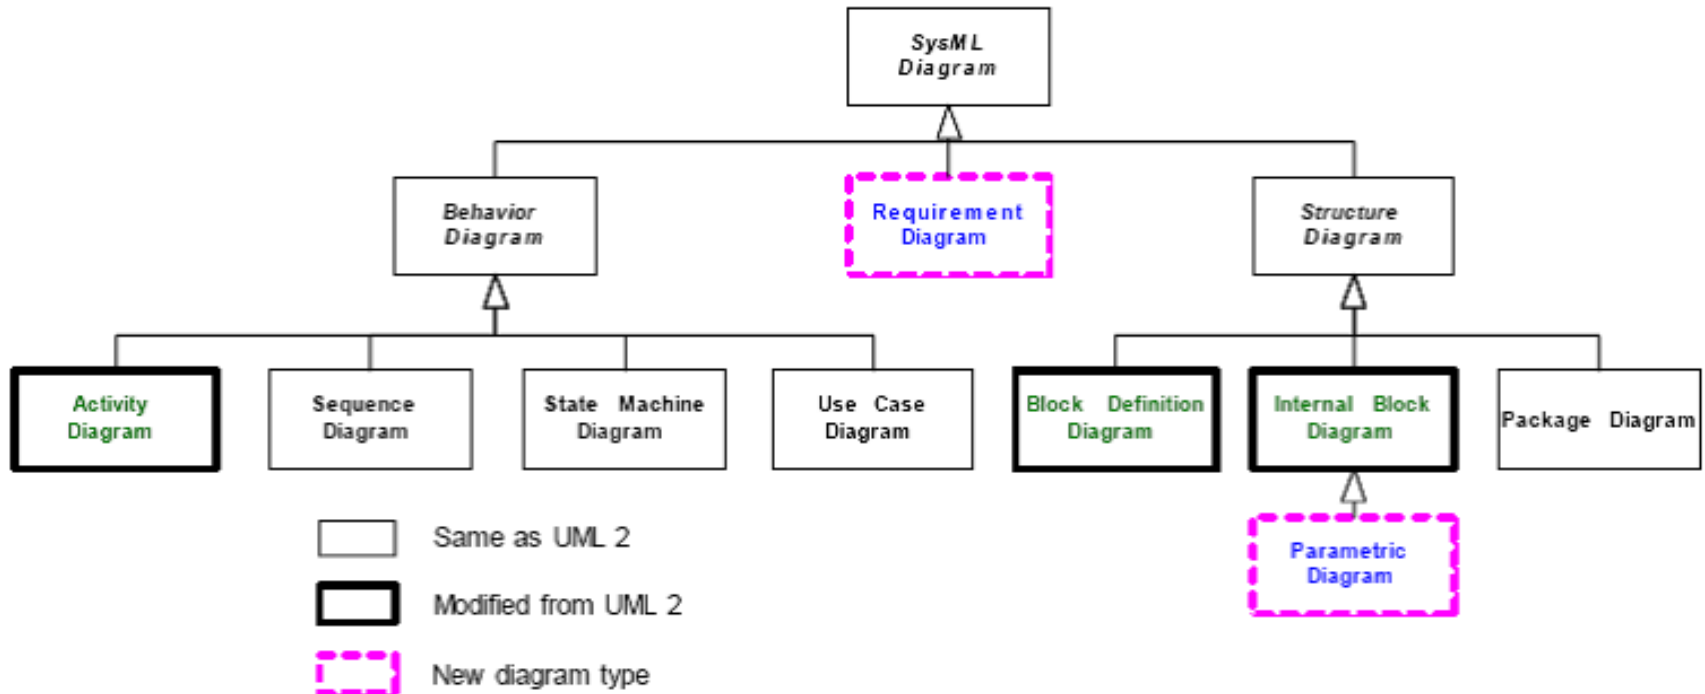 SysML
Diagram
Behavior
Diagram
Requirement
Diagram
Structure
Diagram
Activity
Diagram
Sequence
Diagram
State Machine
Diagram
Use Case
Diagram
Block Definition
Diagram
Internal Block
Diagram
Package Diagram
Parametric
Diagram
Same as UML 2
Modified from UML 2
New diagram type